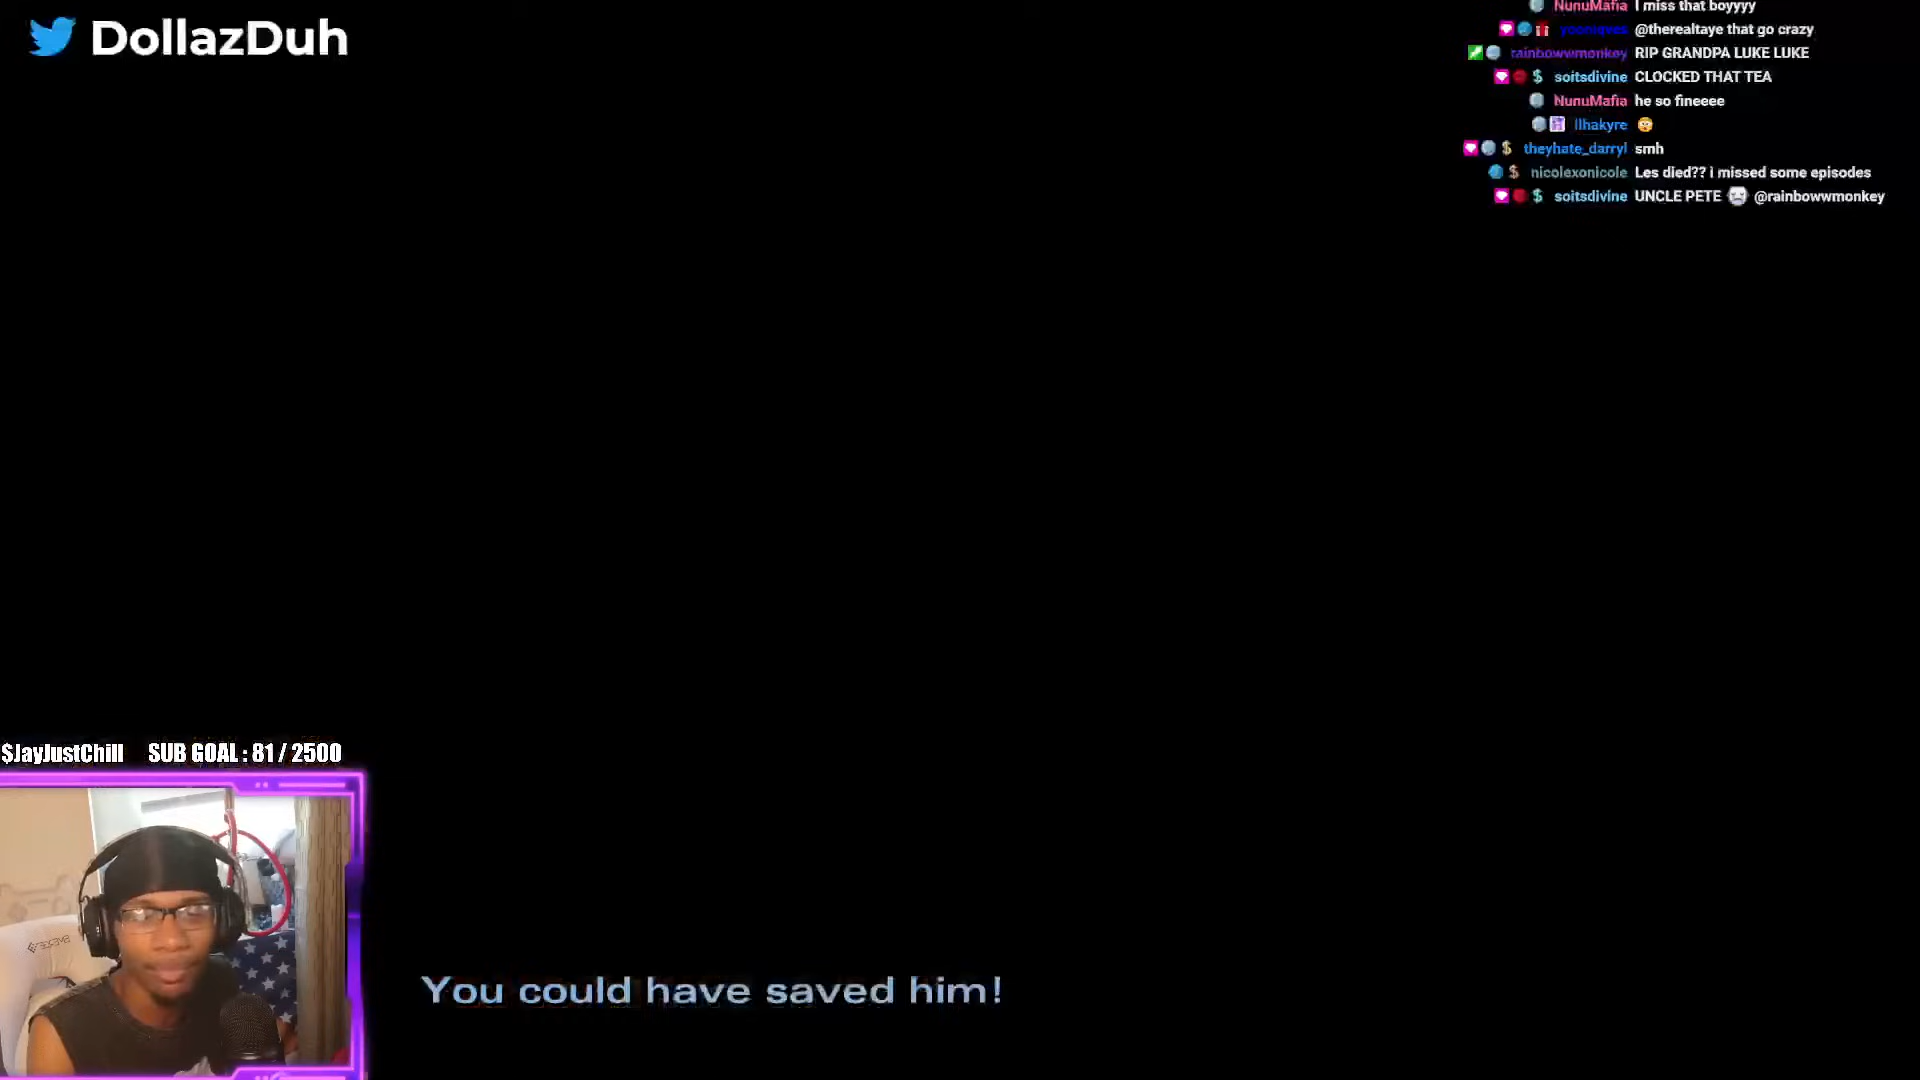 DollazDuh
NunuMafia I miss that boyyyy
yooniqves @therealtaye that go crazy
rainbowwmonkey RIP GRANDPA LUKE LUKE
soitsdivine CLOCKED THAT TEA
NunuMafia he so fineeee
llhakyre
theyhate_darryl smh
nicolexonicole Les died?? i missed some episodes
soitsdivine UNCLE PETE @rainbowwmonkey
$JayJustChill SUB GOAL : 81 / 2500
You could have saved him!